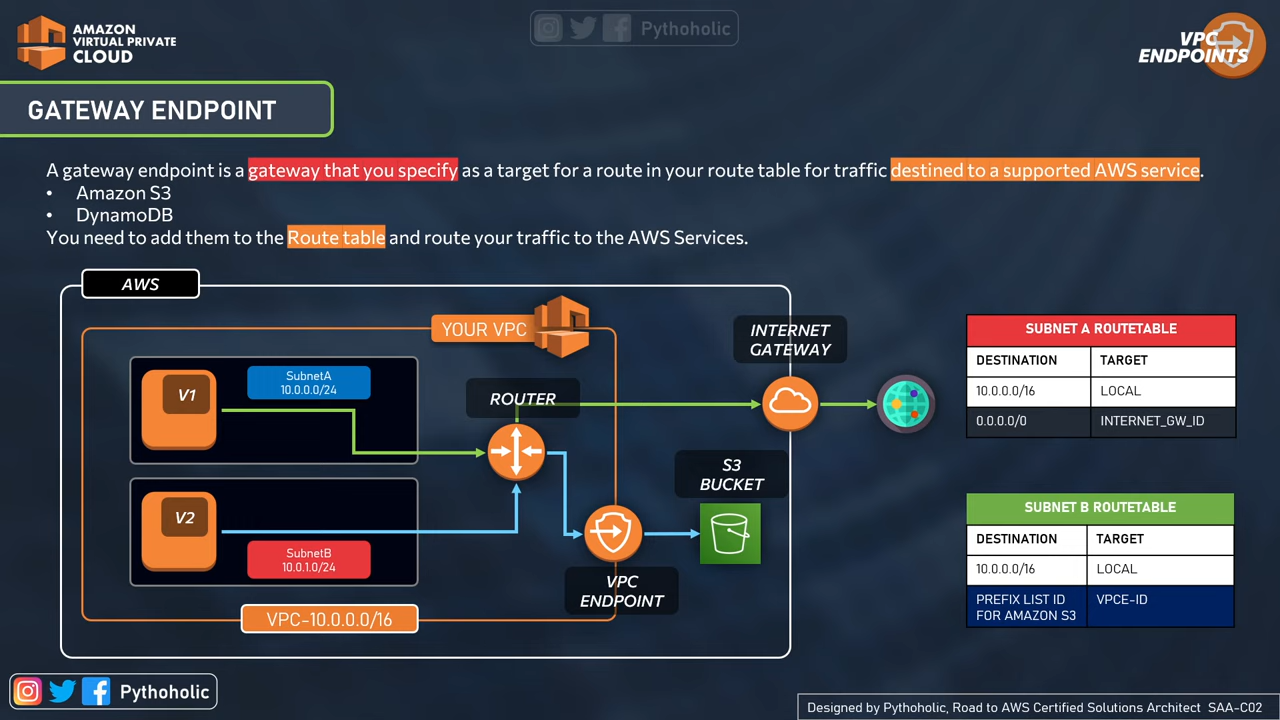 AMAZON
VIRTUAL PRIVATE
CLOUD
Pythoholic
VPC
ENDPOINTS
GATEWAY ENDPOINT
A gateway endpoint is a gateway that you specify as a target for a route in your route table for traffic destined to a supported AWS service.
• Amazon S3
• DynamoDB
You need to add them to the Route table and route your traffic to the AWS Services.
AWS
YOUR VPC
INTERNET
GATEWAY
V1
SubnetA
10.0.0.0/24
ROUTER
S3
BUCKET
V2
SubnetB
10.0.1.0/24
VPC
ENDPOINT
VPC-10.0.0.0/16
SUBNET A ROUTETABLE
DESTINATION TARGET
10.0.0.0/16 LOCAL
0.0.0.0/0 INTERNET_GW_ID
SUBNET B ROUTETABLE
DESTINATION TARGET
10.0.0.0/16 LOCAL
PREFIX LIST ID VPCE-ID
FOR AMAZON S3
Pythoholic
Designed by Pythoholic, Road to AWS Certified Solutions Architect SAA-C02